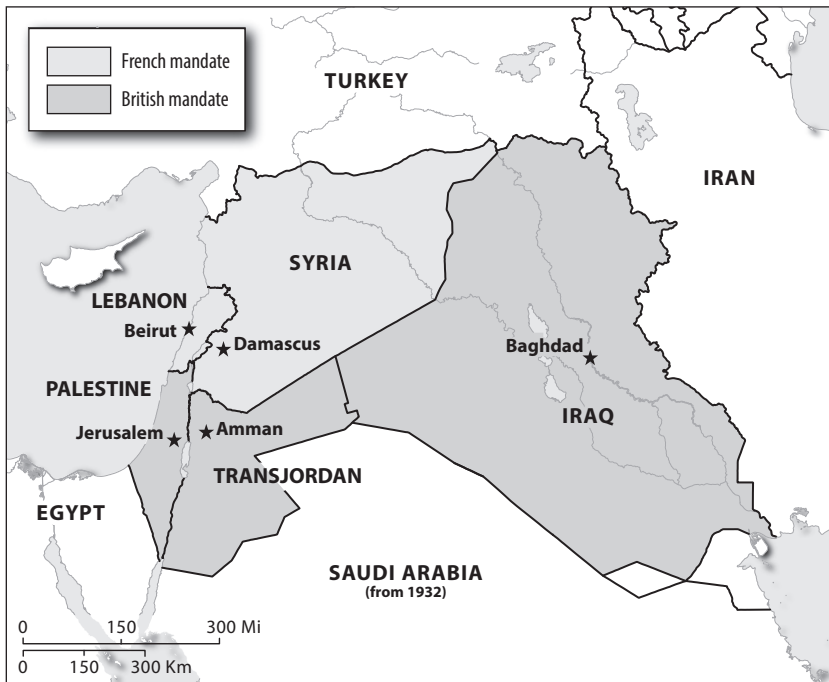 French mandate
British mandate
TURKEY
IRAN
SYRIA
LEBANON
Beirut
Damascus
Baghdad
PALESTINE
IRAQ
Jerusalem
Amman
TRANSJORDAN
EGYPT
SAUDI ARABIA
(from 1932)
0 150 300 Mi
0 150 300 Km